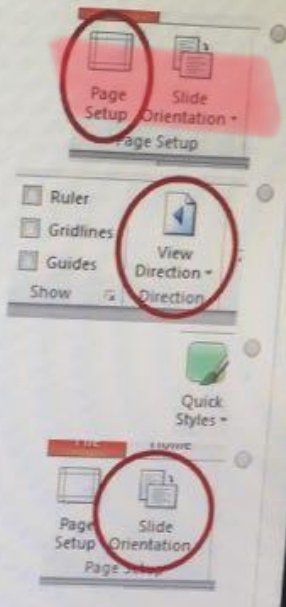 Page Setup
Slide Orientation
Page Setup
Ruler
Gridlines
Guides
Show
View Direction
Direction
Quick Styles
Home
Page Setup
Slide Orientation
Page Setup